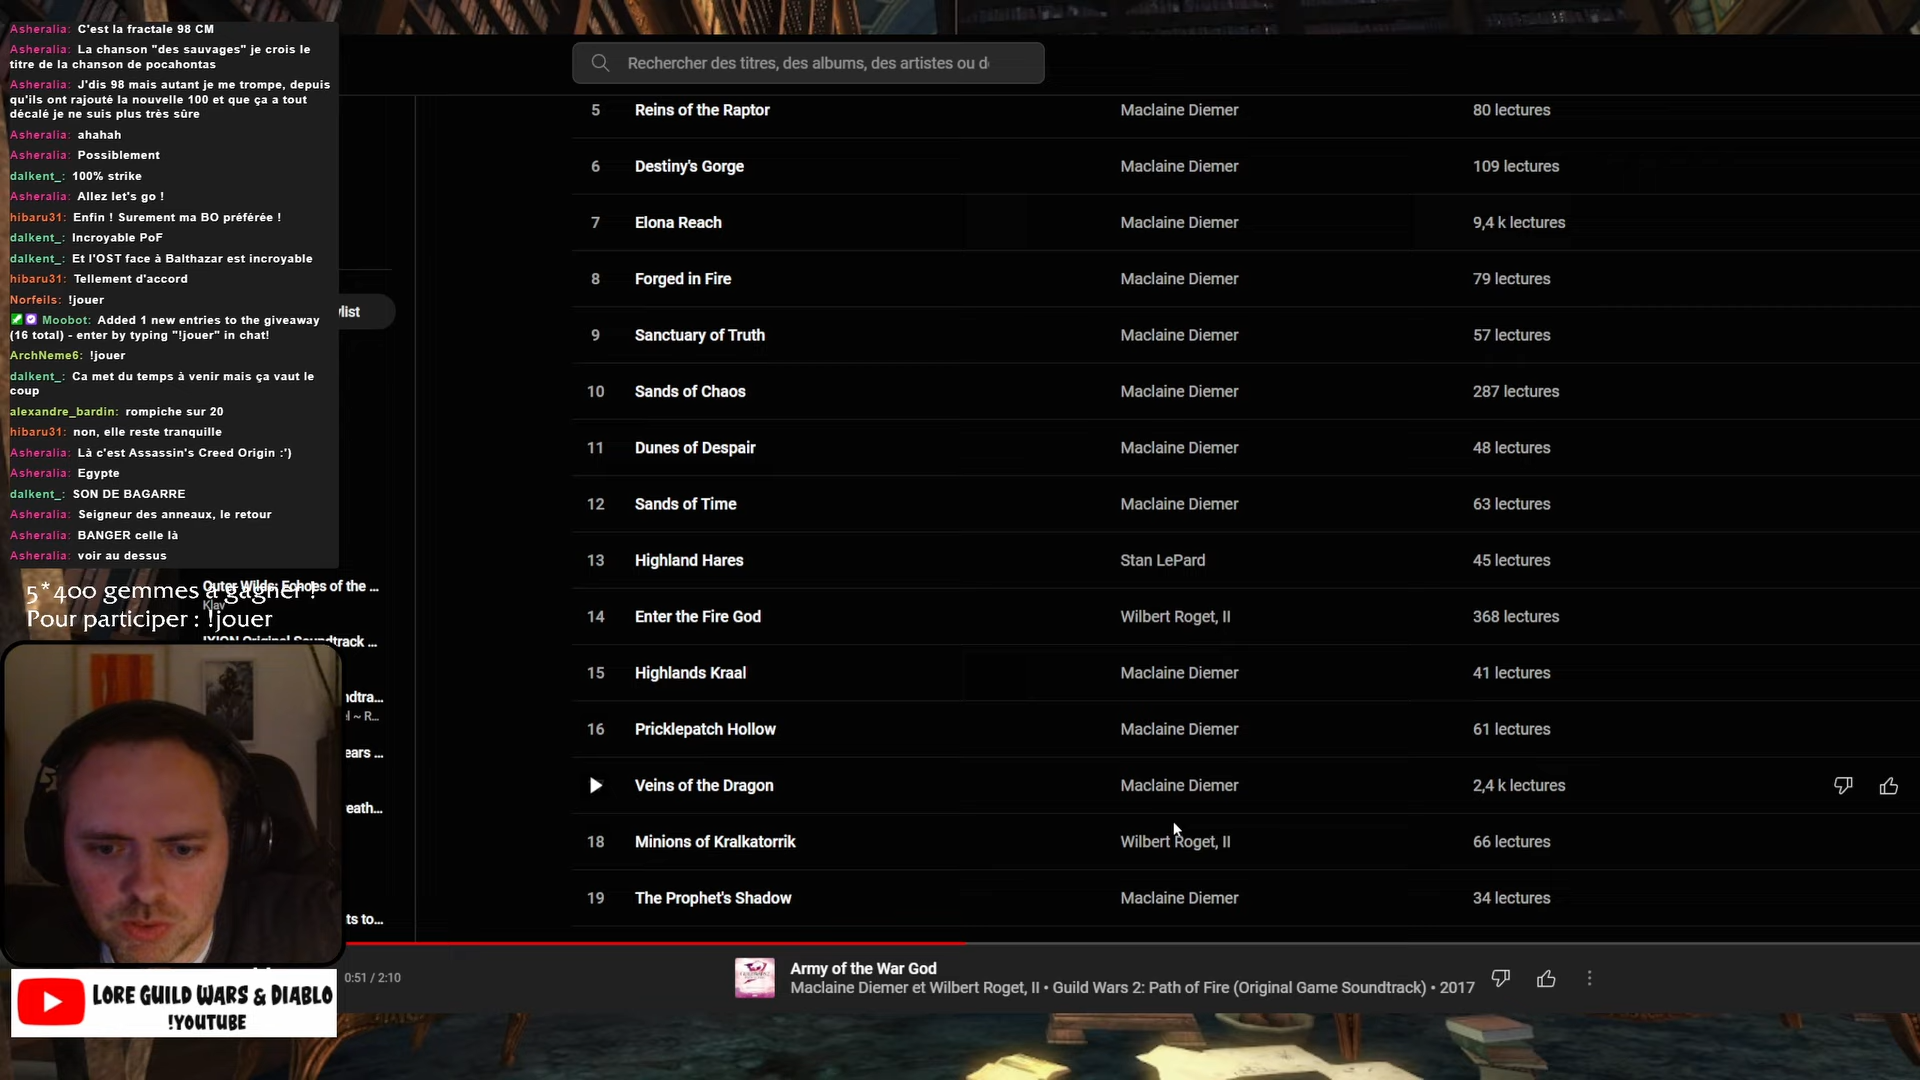 Asheralia: C'est la fractale 98 CM
Asheralia: La chanson "des sauvages" je crois le
titre de la chanson de pocahontas
Asheralia: J'dis 98 mais autant je me trompe, depuis
qu'ils ont rajouté la nouvelle 100 et que ça a tout
décalé je ne suis plus très sûre
Asheralia: ahahah
Asheralia: Possiblement
dalkent_: 100% strike
Asheralia: Allez let's go !
hibaru31: Enfin ! Surement ma BO préférée !
dalkent_: Incroyable PoF
dalkent_: Et l'OST face à Balthazar est incroyable
hibaru31: Tellement d'accord
Norfeils: !jouer
Moobot: Added 1 new entries to the giveaway
(16 total) - enter by typing "!jouer" in chat!
ArchNeme6: !jouer
dalkent_: Ca met du temps à venir mais ça vaut le
coup
alexandre_bardin: rompiche sur 20
hibaru31: non, elle reste tranquille
Asheralia: Là c'est Assassin's Creed Origin :')
Asheralia: Egypte
dalkent_: SON DE BAGARRE
Asheralia: Seigneur des anneaux, le retour
Asheralia: BANGER celle là
Asheralia: voir au dessus
5*400 gemmes à gagner !
Pour participer : !jouer
Outer Wilds: Echoes of the ...
Klav
IXION Original Soundtrack ...
ndtra...
l ~ R...
ears ...
eath...
ts to...
ylist
LORE GUILD WARS & DIABLO
!YOUTUBE
Rechercher des titres, des albums, des artistes ou d
5 Reins of the Raptor Maclaine Diemer 80 lectures
6 Destiny's Gorge Maclaine Diemer 109 lectures
7 Elona Reach Maclaine Diemer 9,4 k lectures
8 Forged in Fire Maclaine Diemer 79 lectures
9 Sanctuary of Truth Maclaine Diemer 57 lectures
10 Sands of Chaos Maclaine Diemer 287 lectures
11 Dunes of Despair Maclaine Diemer 48 lectures
12 Sands of Time Maclaine Diemer 63 lectures
13 Highland Hares Stan LePard 45 lectures
14 Enter the Fire God Wilbert Roget, II 368 lectures
15 Highlands Kraal Maclaine Diemer 41 lectures
16 Pricklepatch Hollow Maclaine Diemer 61 lectures
Veins of the Dragon Maclaine Diemer 2,4 k lectures
18 Minions of Kralkatorrik Wilbert Roget, II 66 lectures
19 The Prophet's Shadow Maclaine Diemer 34 lectures
0:51 / 2:10
Army of the War God
Maclaine Diemer et Wilbert Roget, II • Guild Wars 2: Path of Fire (Original Game Soundtrack) • 2017